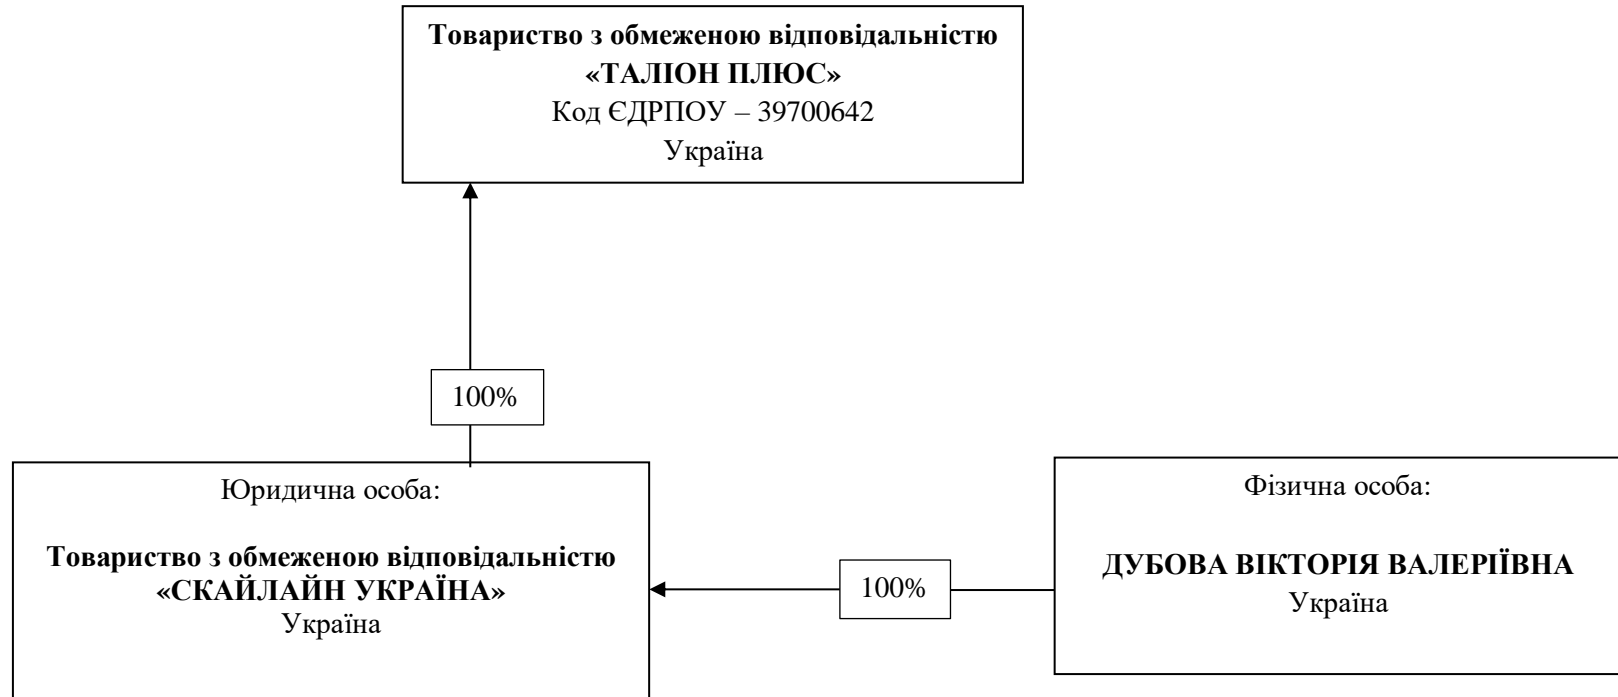 Товариство з обмеженою відповідальністю
«ТАЛІОН ПЛЮС»
Код ЄДРПОУ – 39700642
Україна
100%
Юридична особа:
Товариство з обмеженою відповідальністю
«СКАЙЛАЙН УКРАЇНА»
Україна
100%
Фізична особа:
ДУБОВА ВІКТОРІЯ ВАЛЕРІЇВНА
Україна